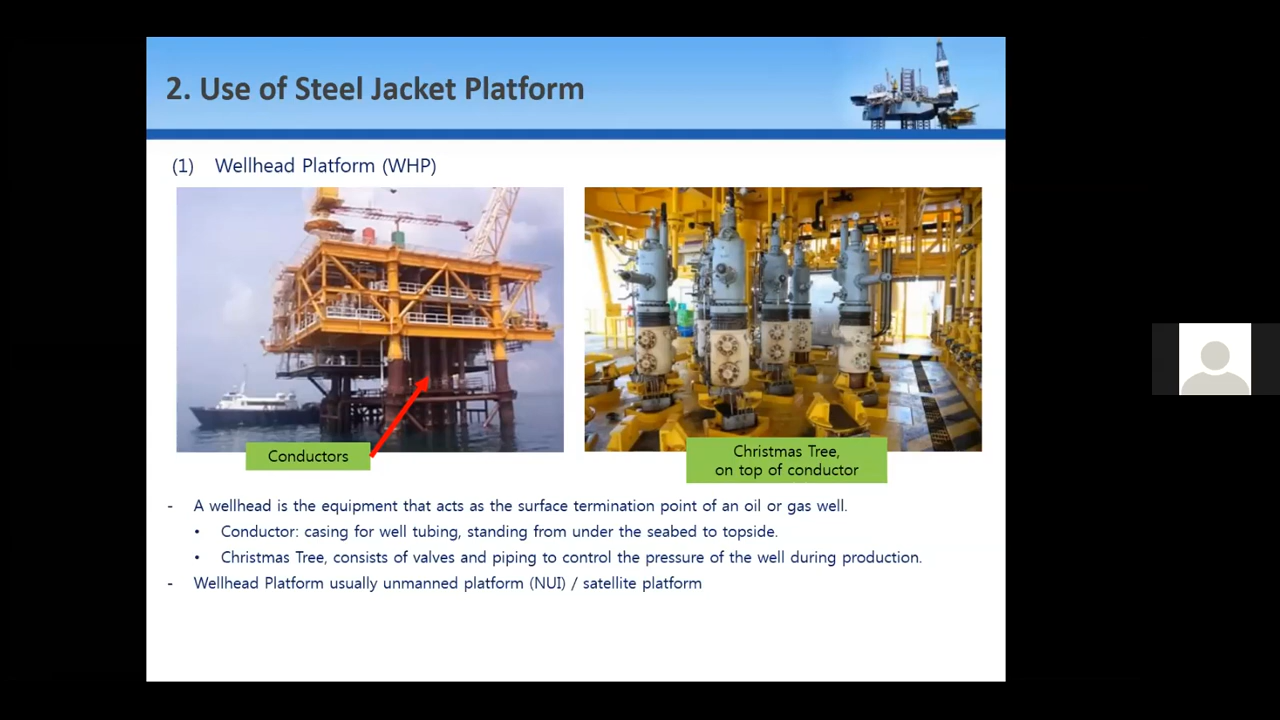 2. Use of Steel Jacket Platform
(1) Wellhead Platform (WHP)
Conductors
Christmas Tree,
on top of conductor
- A wellhead is the equipment that acts as the surface termination point of an oil or gas well.
• Conductor: casing for well tubing, standing from under the seabed to topside.
• Christmas Tree, consists of valves and piping to control the pressure of the well during production.
- Wellhead Platform usually unmanned platform (NUI) / satellite platform